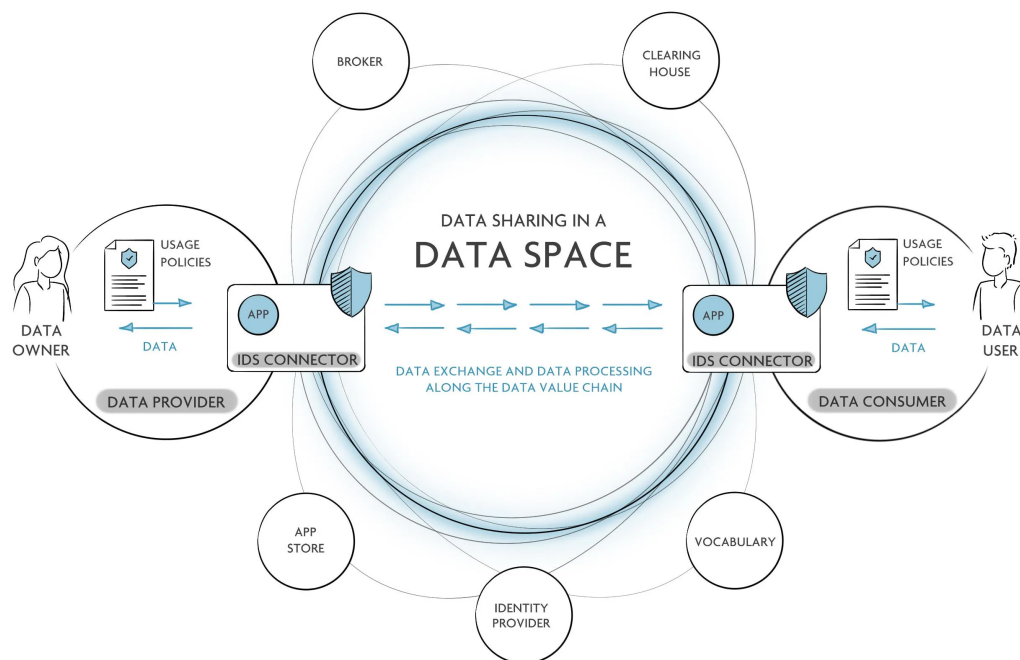 BROKER
CLEARING
HOUSE
DATA SHARING IN A
DATA SPACE
USAGE
POLICIES
DATA
OWNER
DATA
APP
IDS CONNECTOR
DATA PROVIDER
DATA EXCHANGE AND DATA PROCESSING
ALONG THE DATA VALUE CHAIN
APP
IDS CONNECTOR
USAGE
POLICIES
DATA
DATA
USER
DATA CONSUMER
APP
STORE
IDENTITY
PROVIDER
VOCABULARY